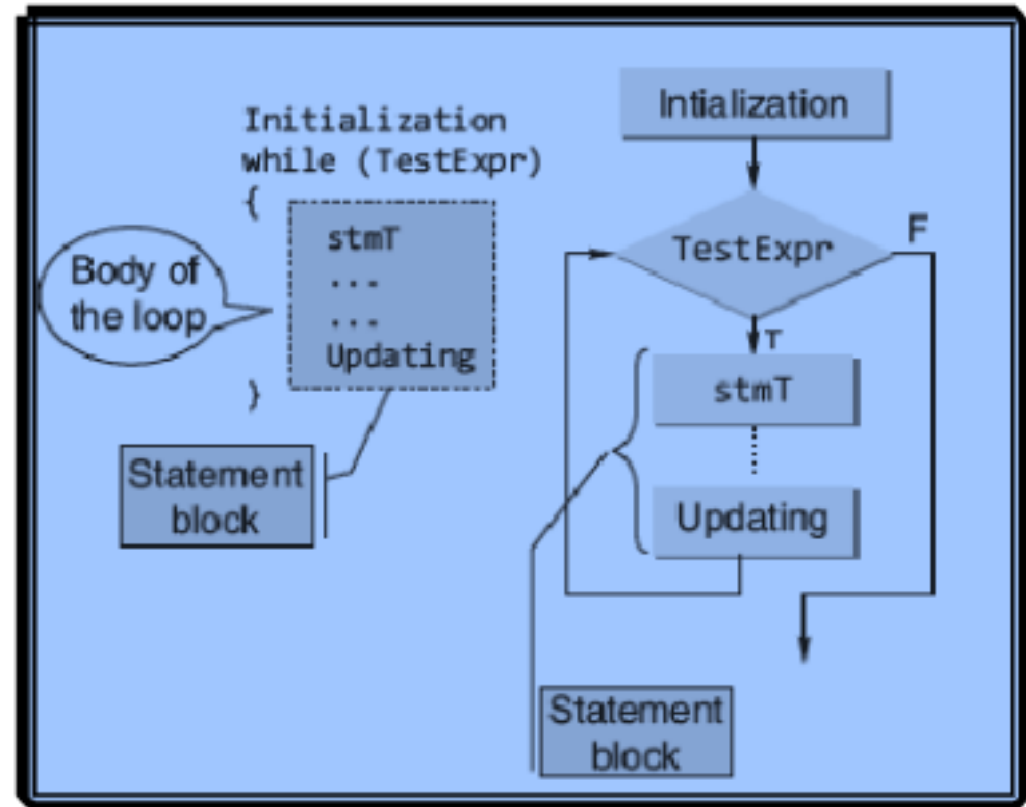 Initialization
while (TestExpr)
{
stmT
...
...
Updating
}
Body of
the loop
Statement
block
Intialization
TestExpr
F
T
stmT
Updating
Statement
block